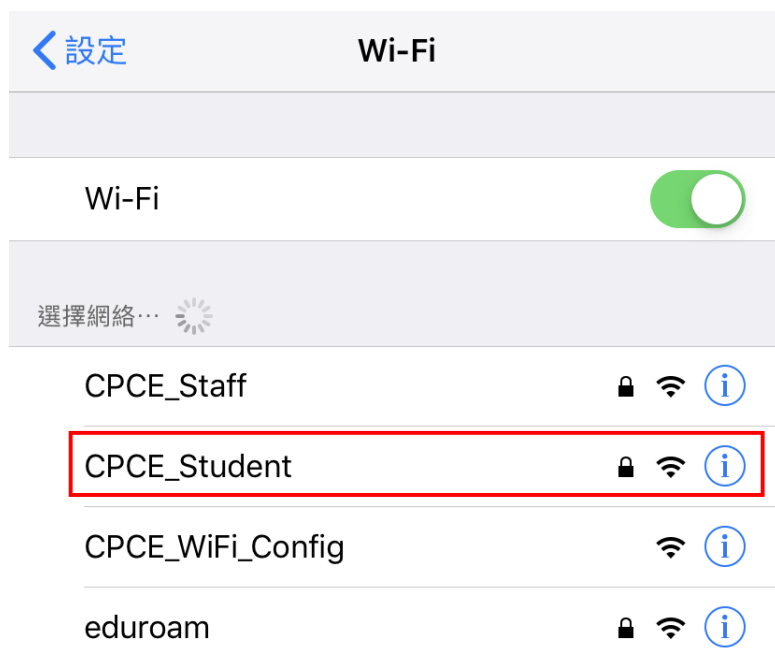 設定
Wi-Fi
Wi-Fi
選擇網絡⋯
CPCE_Staff
CPCE_Student
CPCE_WiFi_Config
eduroam